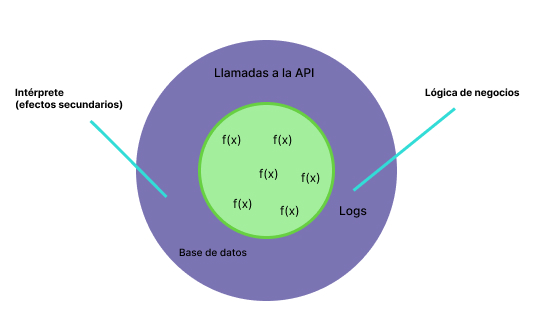 Llamadas a la API
Intérprete
(efectos secundarios)
Lógica de negocios
f(x)
f(x)
f(x)
f(x)
f(x)
f(x)
Logs
Base de datos